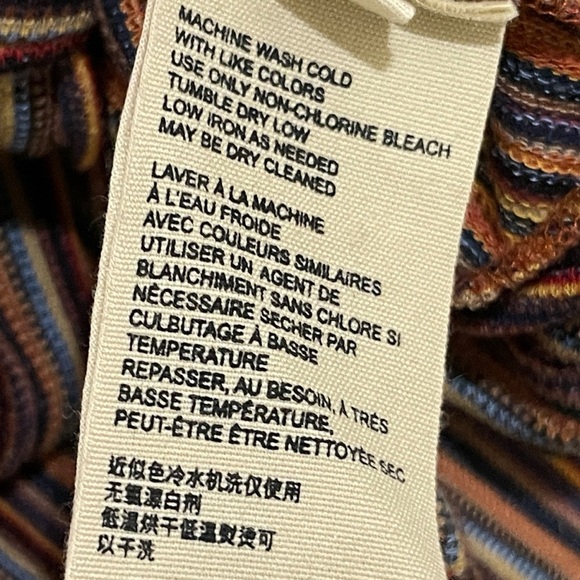 MACHINE WASH COLD
WITH LIKE COLORS
USE ONLY NON-CHLORINE BLEACH
TUMBLE DRY LOW
LOW IRON AS NEEDED
MAY BE DRY CLEANED
LAVER À LA MACHINE
À L'EAU FROIDE
AVEC COULEURS SIMILAIRES
UTILISER UN AGENT DE
BLANCHIMENT SANS CHLORE SI
NÉCESSAIRE SECHER PAR
CULBUTAGE À BASSE
TEMPERATURE
REPASSER, AU BESOIN, À TRÈS
BASSE TEMPÉRATURE.
PEUT-ÊTRE ÊTRE NETTOYÉE SEC
近似色冷水机洗仅使用
无氯漂白剂
低温烘干低温熨烫可
以干洗